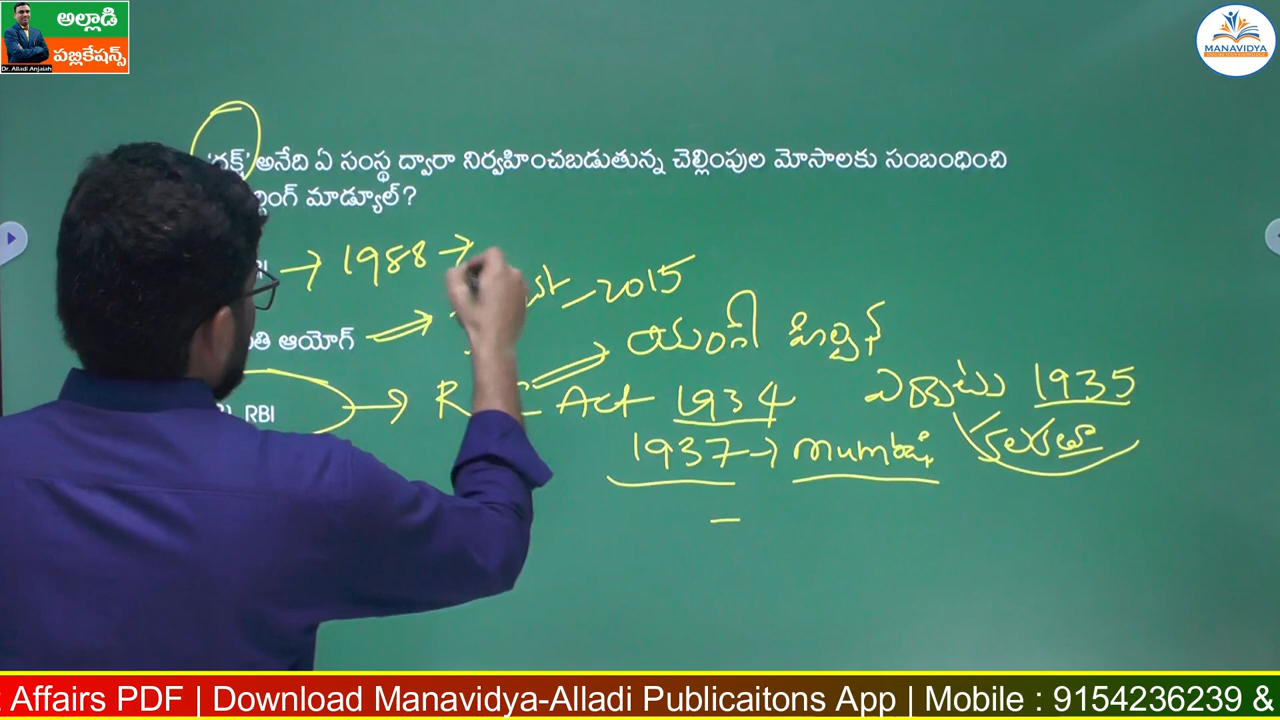 అల్లాడి
పబ్లికేషన్స్
Dr. Alladi Anjaiah
MANAVIDYA
అనేది ఏ సంస్థ ద్వారా నిర్వహించబడుతున్న చెల్లింపుల మోసాలకు సంబంధించి
మాడ్యూల్?
→ 1988 →
2015
ఆయోగ్
యంగ్ హిల్టన్
RBI → Act 1934 ఏర్పాటు 1935
1937 → mumbai కలకతా
Affairs PDF | Download Manavidya-Alladi Publicaitons App | Mobile : 9154236239 &